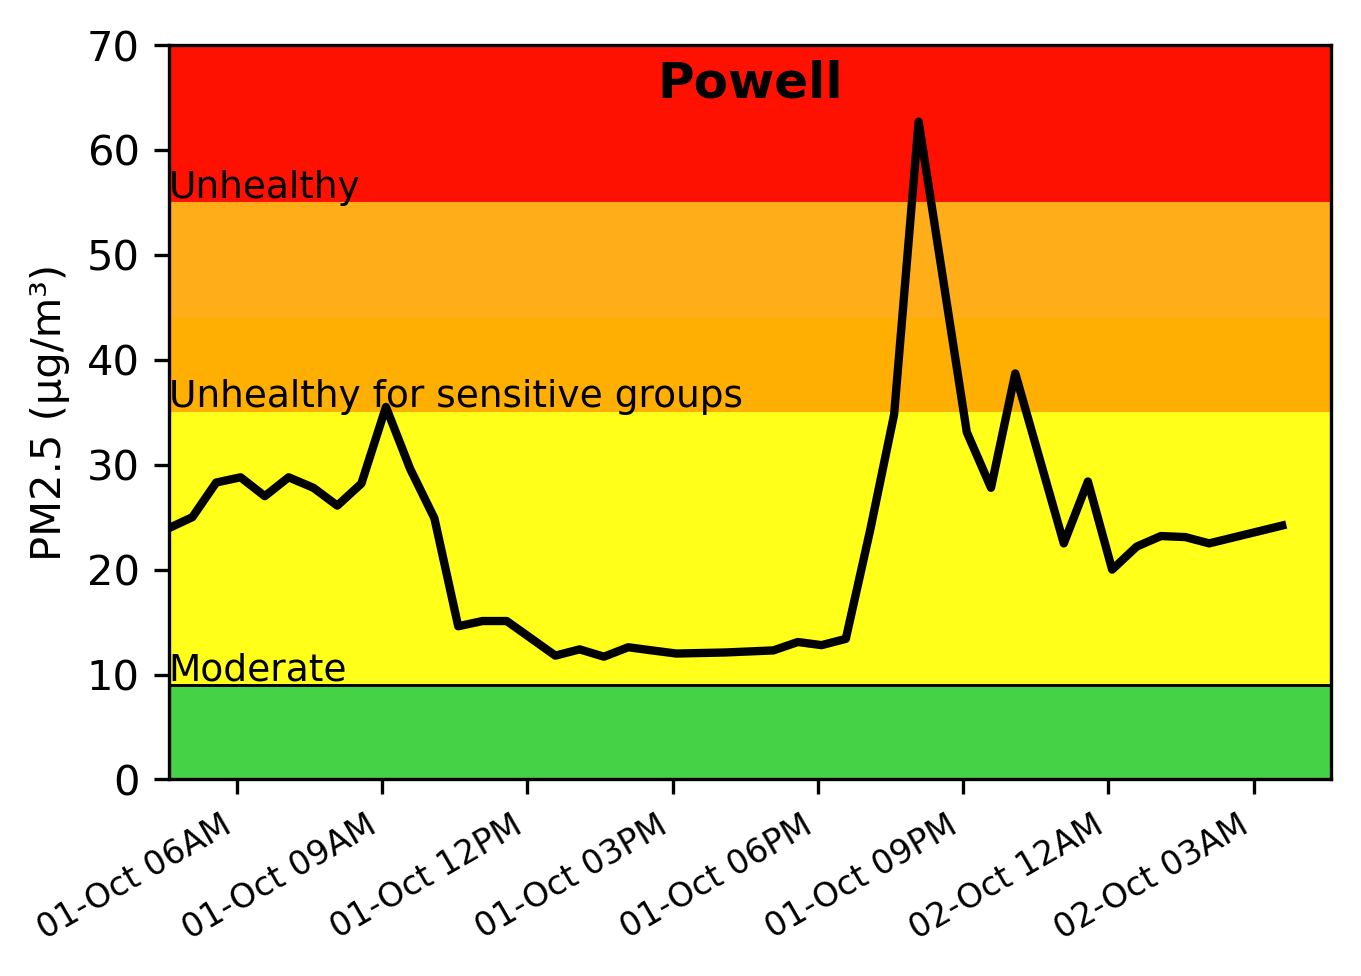 Powell
PM2.5 (µg/m³)
70
60
50
40
30
20
10
0
Unhealthy
Unhealthy for sensitive groups
Moderate
01-Oct 06AM
01-Oct 09AM
01-Oct 12PM
01-Oct 03PM
01-Oct 06PM
01-Oct 09PM
02-Oct 12AM
02-Oct 03AM